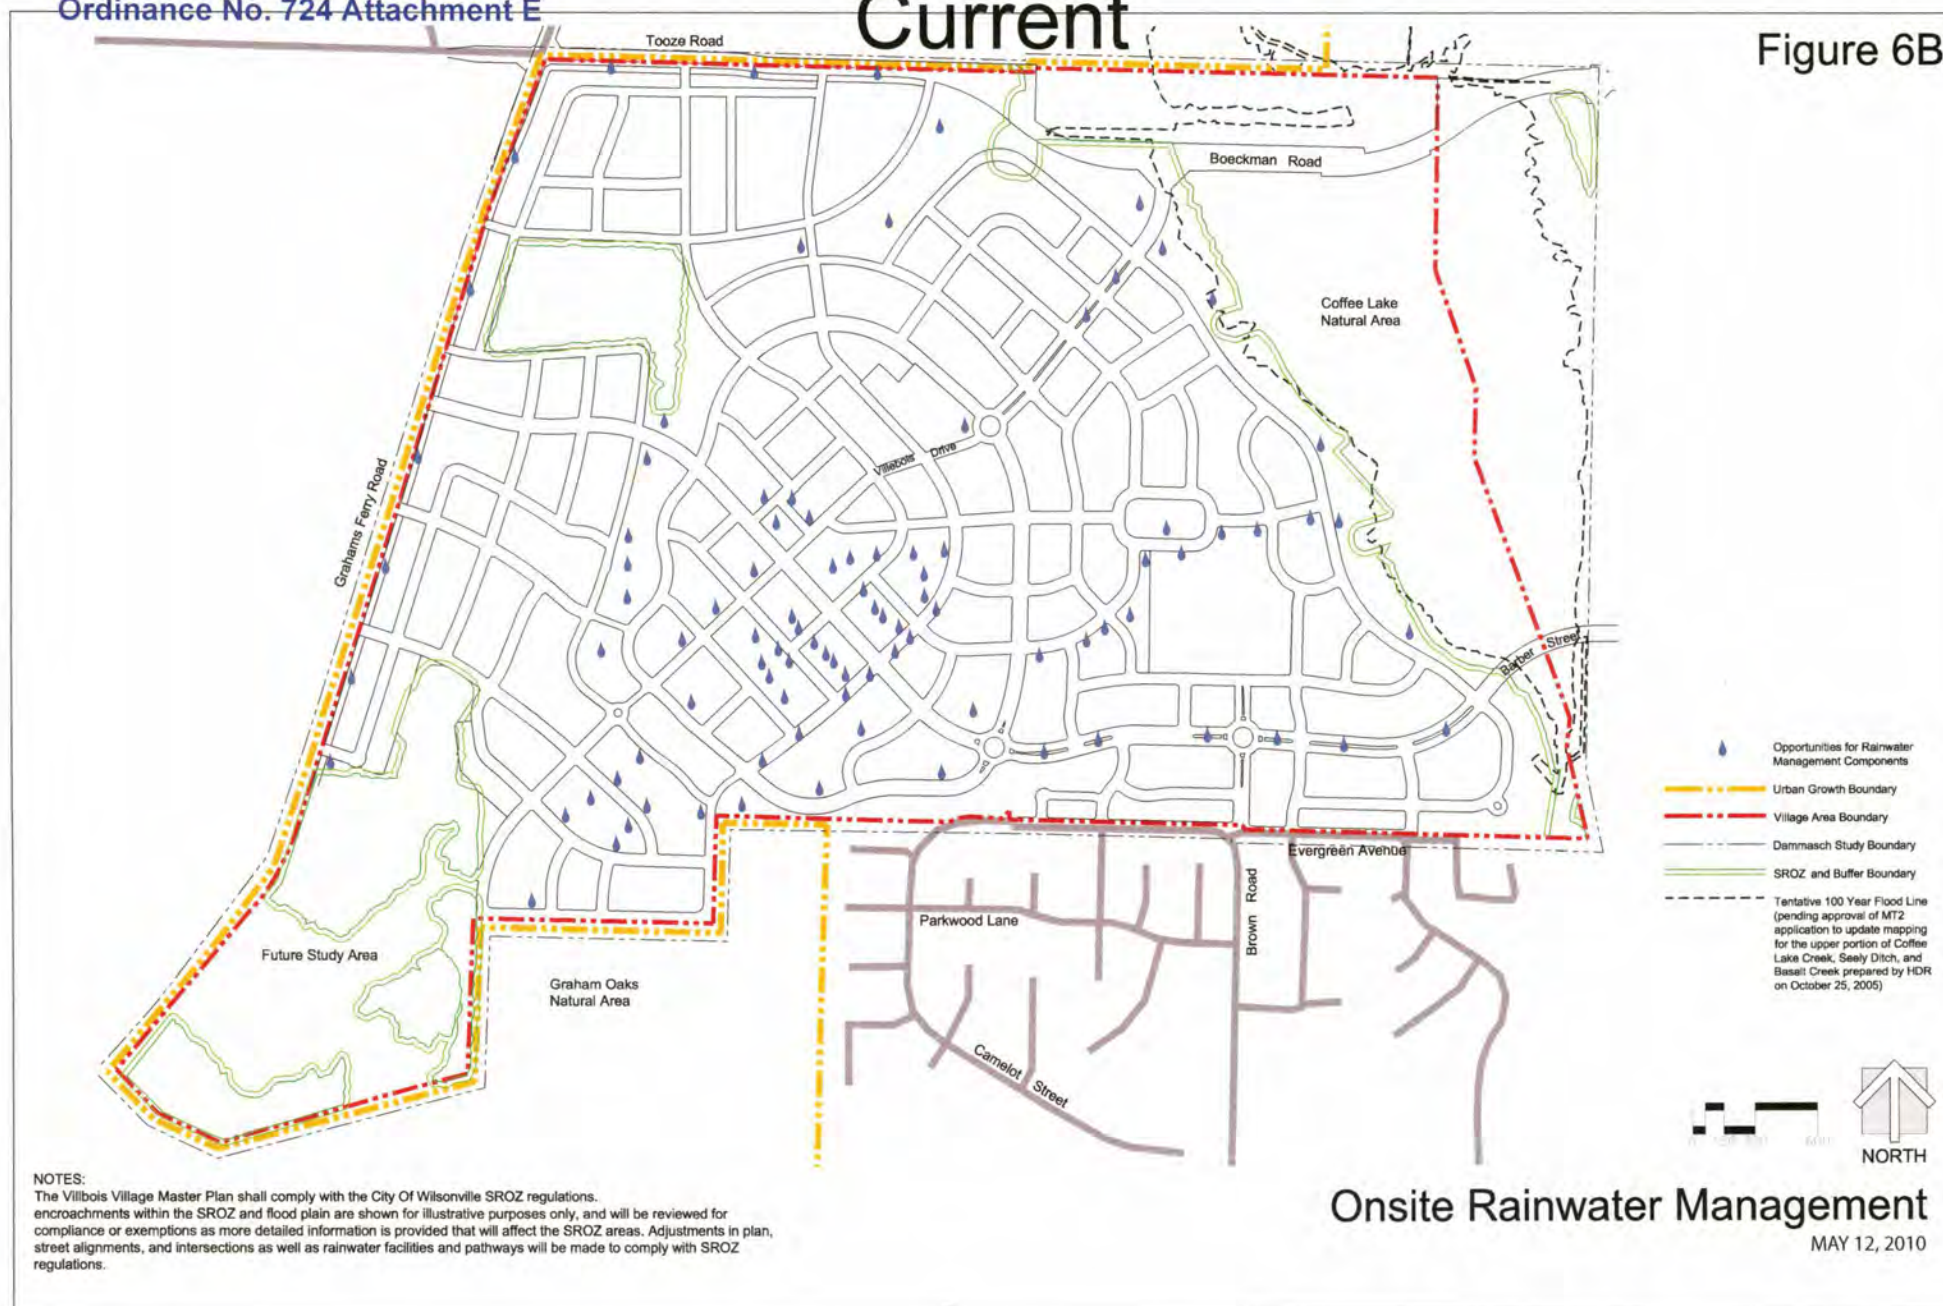 Ordinance No. 724 Attachment E
Current
Figure 6B
Tooze Road
Boeckman Road
Coffee Lake
Natural Area
Villebois Drive
Grahams Ferry Road
Barber Street
Opportunities for Rainwater
Management Components
Urban Growth Boundary
Village Area Boundary
Dammasch Study Boundary
SROZ and Buffer Boundary
Tentative 100 Year Flood Line
(pending approval of MT2
application to update mapping
for the upper portion of Coffee
Lake Creek, Seely Ditch, and
Basalt Creek prepared by HDR
on October 25, 2005)
Evergreen Avenue
Brown Road
Parkwood Lane
Future Study Area
Graham Oaks
Natural Area
Camelot Street
NORTH
NOTES:
The Villbois Village Master Plan shall comply with the City Of Wilsonville SROZ regulations.
encroachments within the SROZ and flood plain are shown for illustrative purposes only, and will be reviewed for
compliance or exemptions as more detailed information is provided that will affect the SROZ areas. Adjustments in plan,
street alignments, and intersections as well as rainwater facilities and pathways will be made to comply with SROZ
regulations.
Onsite Rainwater Management
MAY 12, 2010